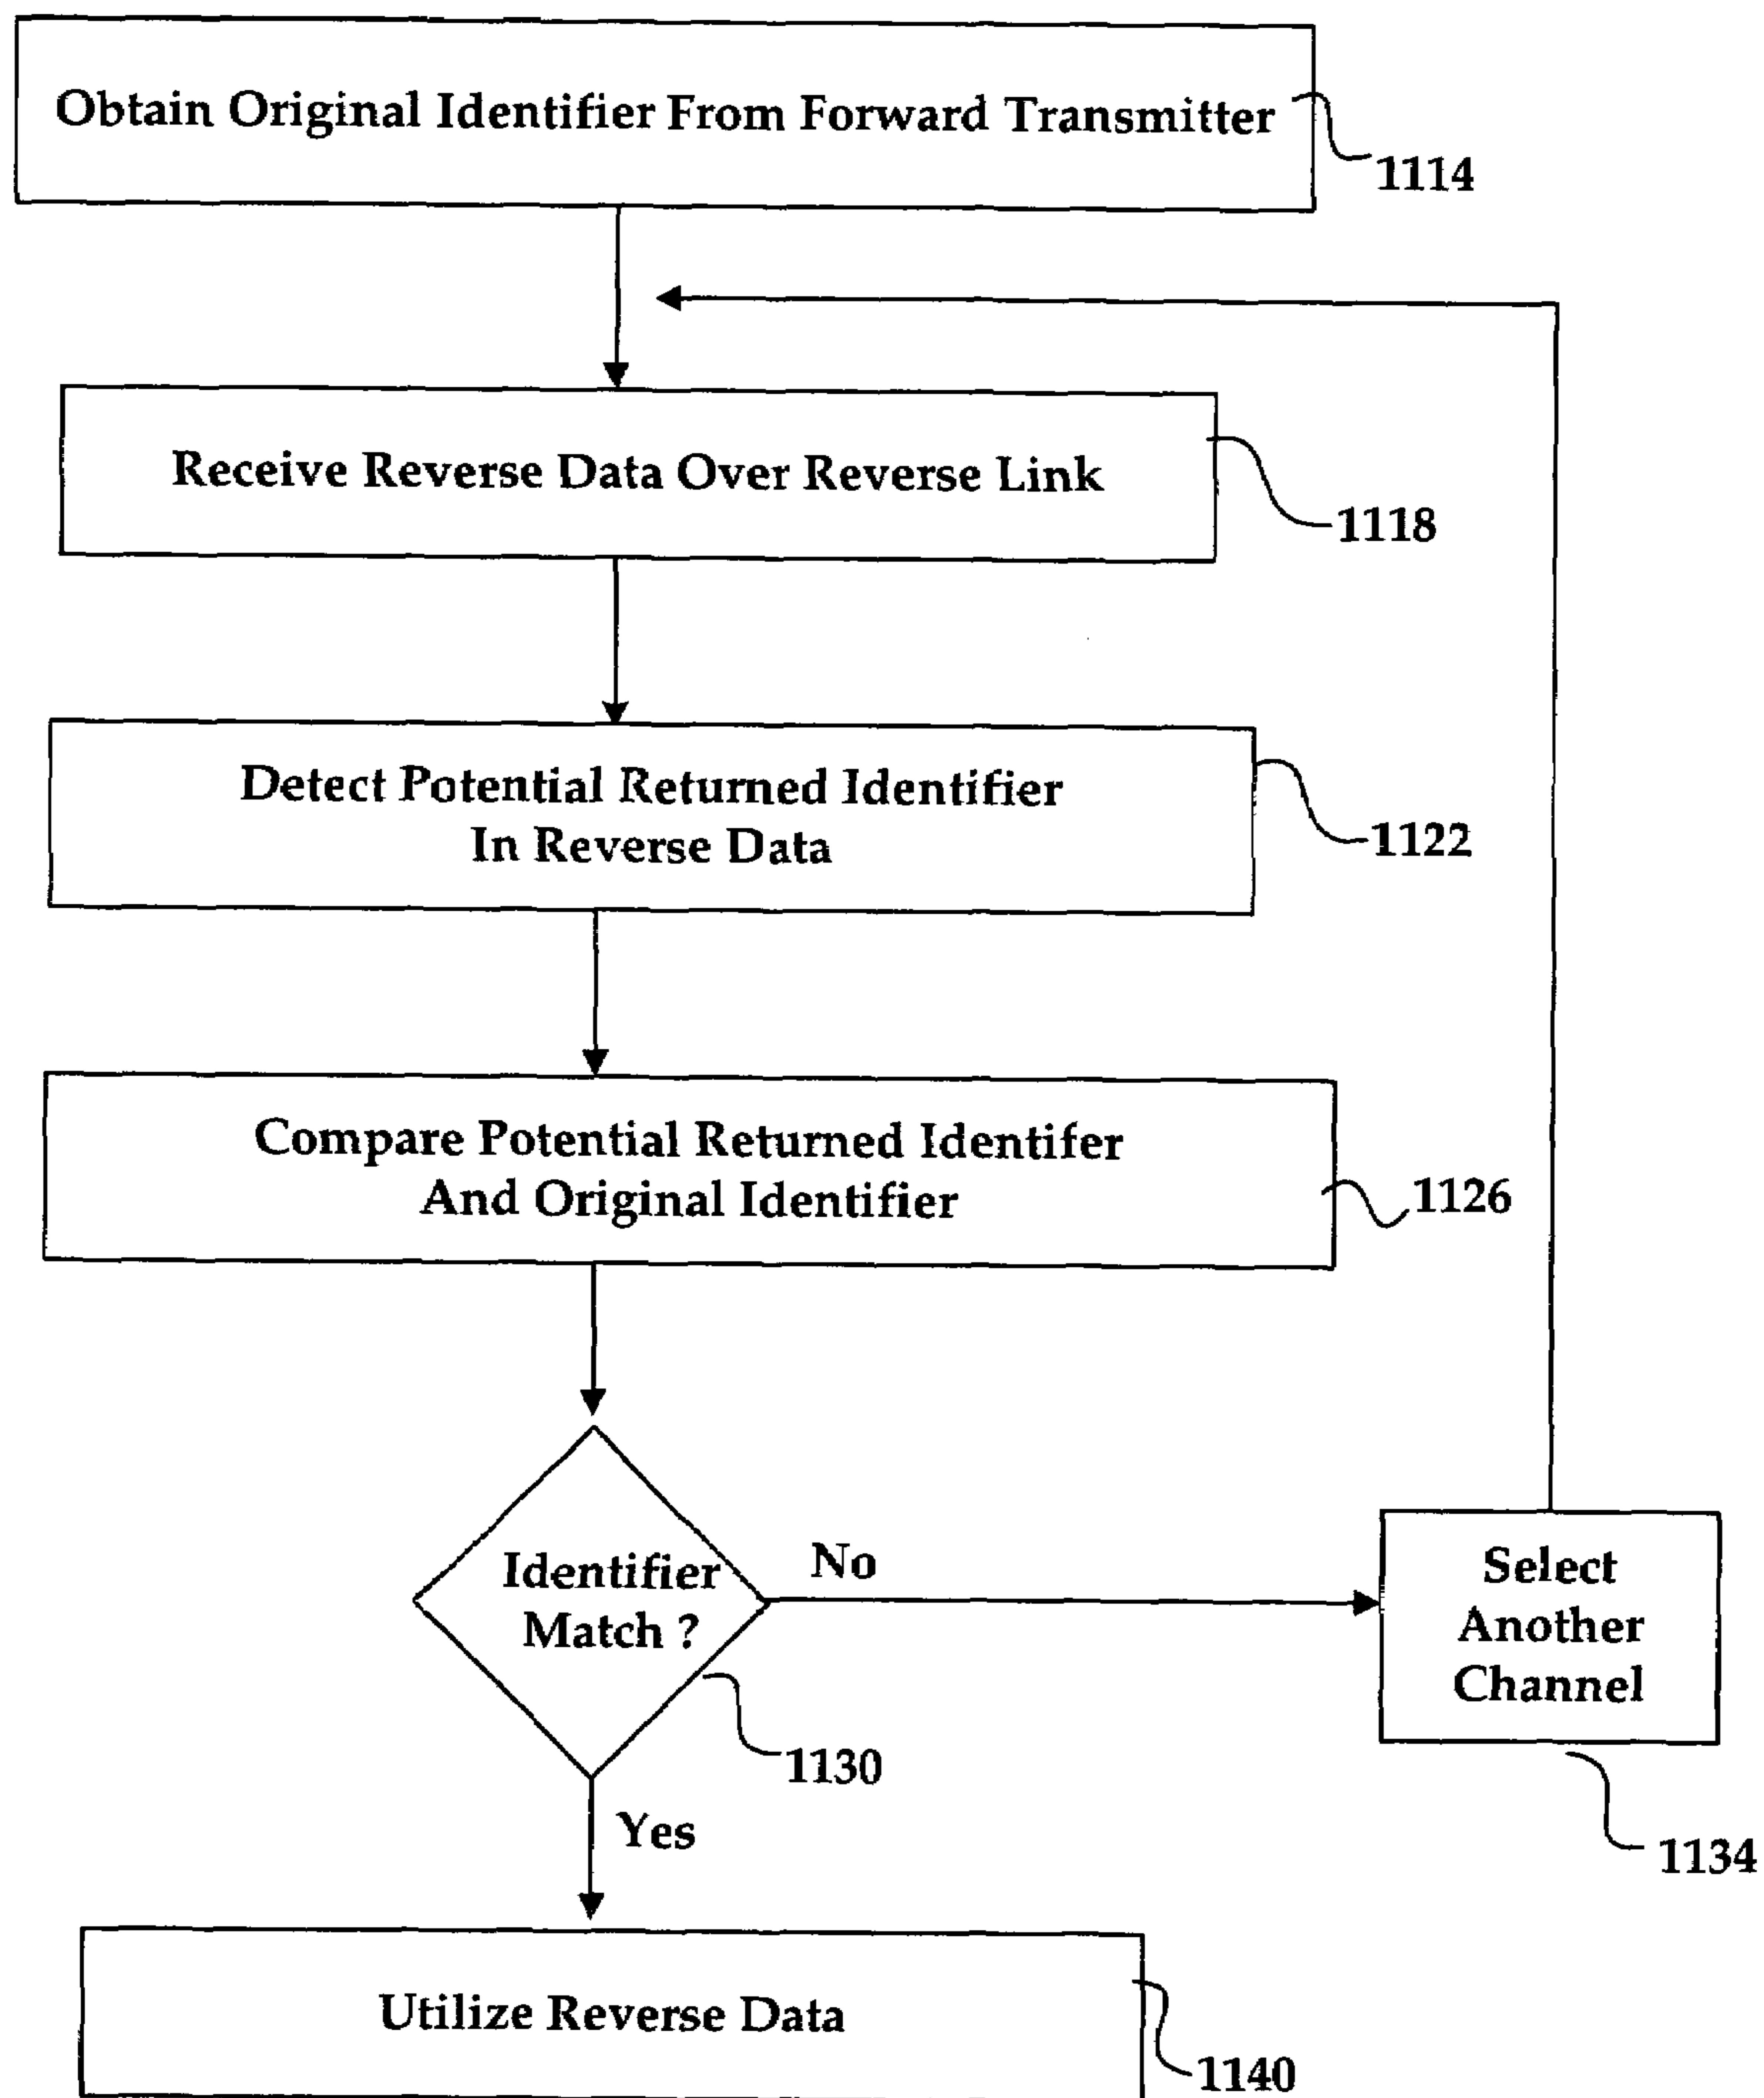 Obtain Original Identifier From Forward Transmitter
1114
Receive Reverse Data Over Reverse Link
1118
Detect Potential Returned Identifier
In Reverse Data
1122
Compare Potential Returned Identifer
And Original Identifier
1126
Identifier
Match ?
No
1130
Select
Another
Channel
1134
Yes
Utilize Reverse Data
1140